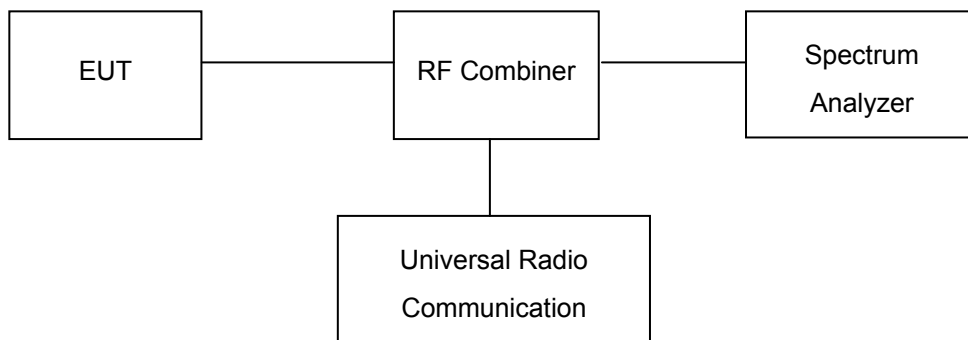 EUT
RF Combiner
Spectrum
Analyzer
Universal Radio
Communication